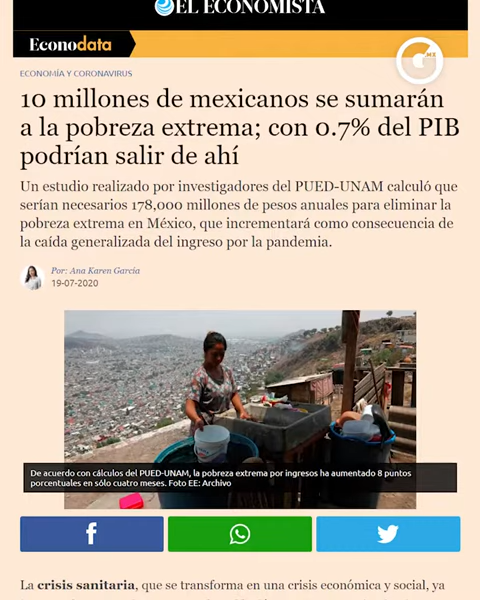 EL ECONOMISTA
Econodata
MX
ECONOMÍA Y CORONAVIRUS
10 millones de mexicanos se sumarán
a la pobreza extrema; con 0.7% del PIB
podrían salir de ahí
Un estudio realizado por investigadores del PUED-UNAM calculó que
serían necesarios 178,000 millones de pesos anuales para eliminar la
pobreza extrema en México, que incrementará como consecuencia de
la caída generalizada del ingreso por la pandemia.
Por: Ana Karen García
19-07-2020
De acuerdo con cálculos del PUED-UNAM, la pobreza extrema por ingresos ha aumentado 8 puntos
porcentuales en sólo cuatro meses. Foto EE: Archivo
La crisis sanitaria, que se transforma en una crisis económica y social, ya